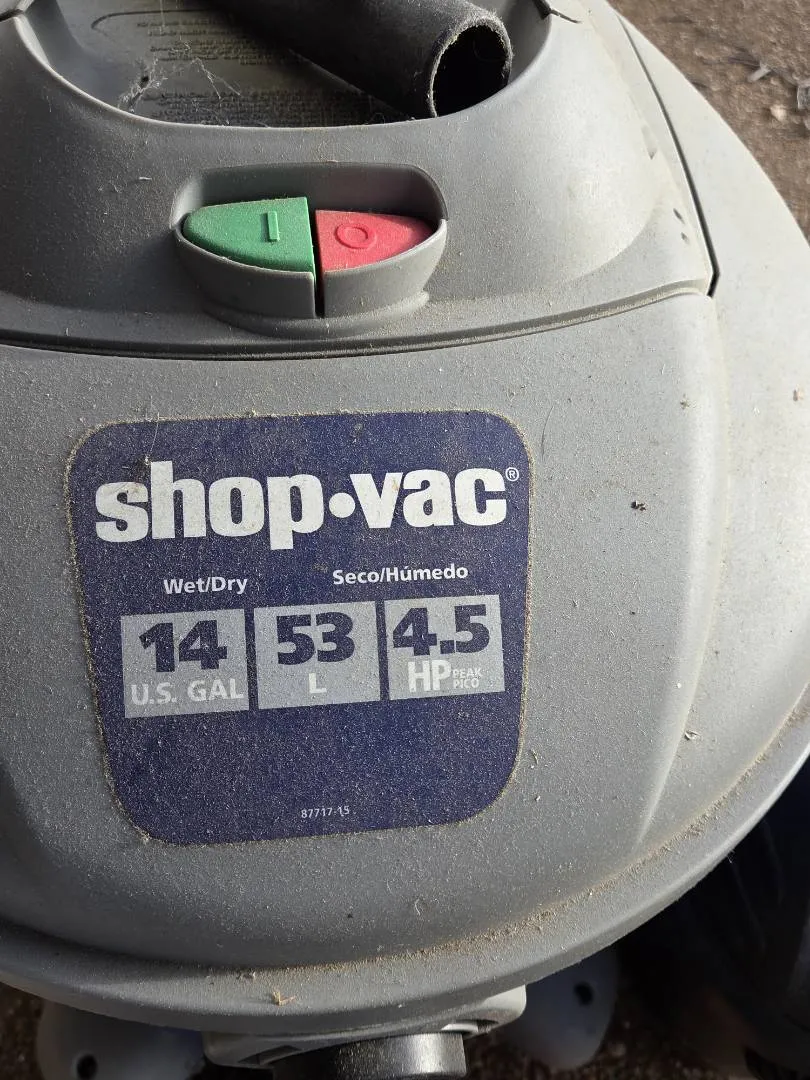 I O
shop•vac®
Wet/Dry Seco/Húmedo
14 53 4.5
U.S. GAL L HP PEAK PICO
87717-15